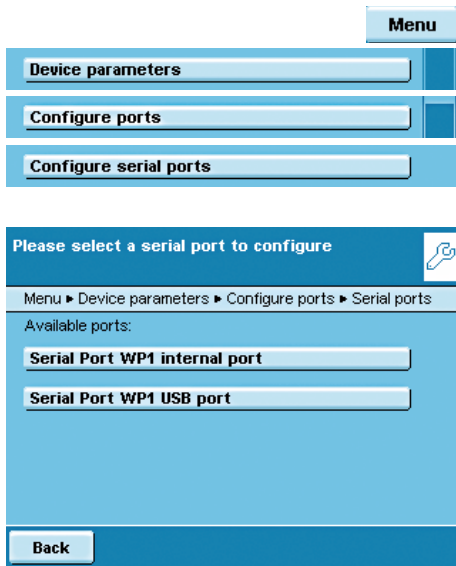 Menu
Device parameters
Configure ports
Configure serial ports
Please select a serial port to configure
Menu ▸ Device parameters ▸ Configure ports ▸ Serial ports
Available ports:
Serial Port WP1 internal port
Serial Port WP1 USB port
Back